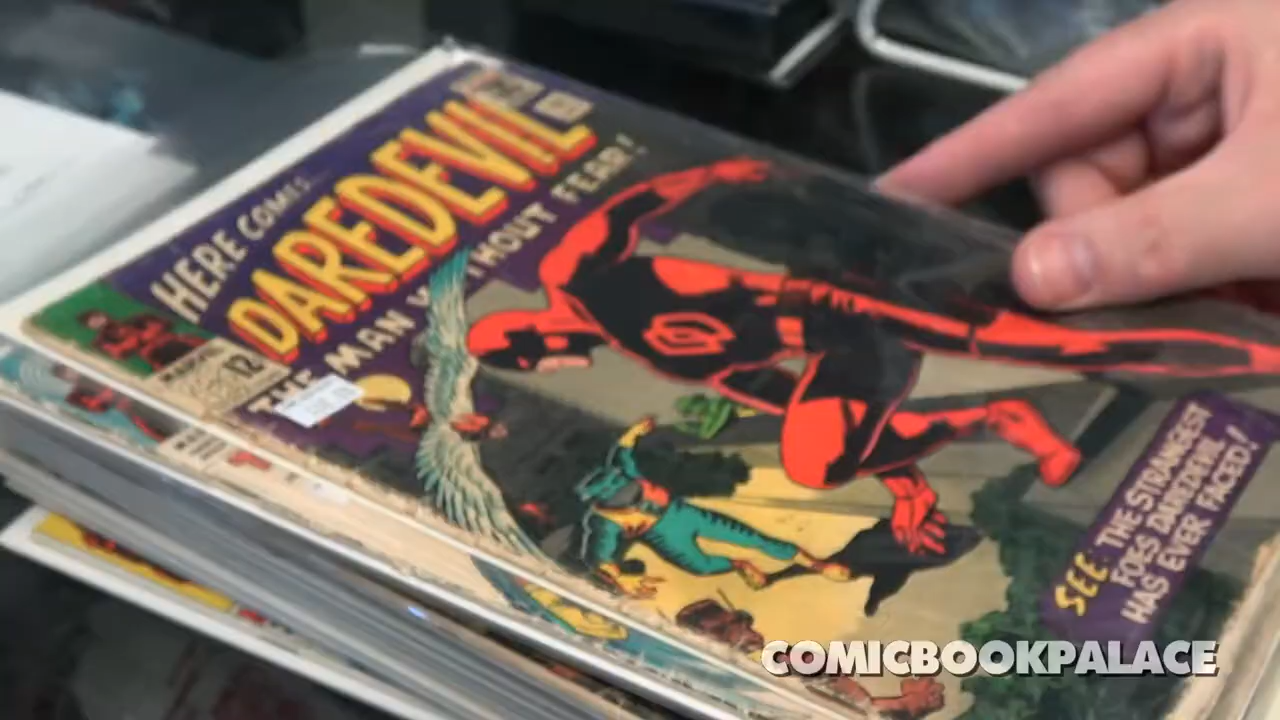 HERE COMES...
DAREDEVIL
THE MAN WITHOUT FEAR!
12¢
SEE: THE STRANGEST
FOES DAREDEVIL
HAS EVER FACED!
COMICBOOKPALACE